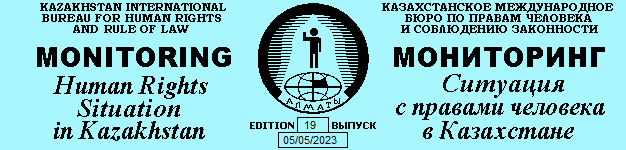 KAZAKHSTAN INTERNATIONAL
BUREAU FOR HUMAN RIGHTS
AND RULE OF LAW
MONITORING
Human Rights
Situation
in Kazakhstan
АЛМАТЫ
EDITION 19 ВЫПУСК
05/05/2023
КАЗАХСТАНСКОЕ МЕЖДУНАРОДНОЕ
БЮРО ПО ПРАВАМ ЧЕЛОВЕКА
И СОБЛЮДЕНИЮ ЗАКОННОСТИ
МОНИТОРИНГ
Ситуация
с правами человека
в Казахстане